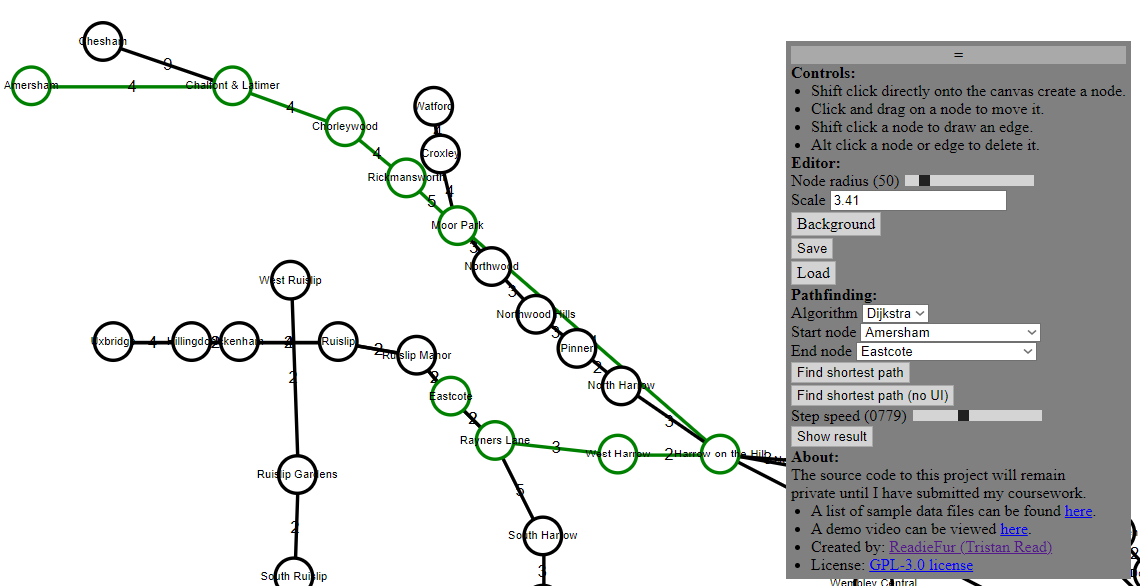 Chesham
9
Amersham
4
Chalfont & Latimer
4
Chorleywood
4
Watford
Croxley
Rickmansworth
4
5
Moor Park
3
Northwood
West Ruislip
3
Northwood Hills
3
Pinner
Uxbridge
4
Hillingdon
Ruislip
2
Ruislip Manor
2
2
2
North Harrow
Eastcote
2
3
Rayners Lane
3
West Harrow
2
Harrow on the Hill
Ruislip Gardens
5
2
South Harrow
3
South Ruislip
Wembley Central
=
Controls:
• Shift click directly onto the canvas create a node.
• Click and drag on a node to move it.
• Shift click a node to draw an edge.
• Alt click a node or edge to delete it.
Editor:
Node radius (50)
Scale 3.41
Background
Save
Load
Pathfinding:
Algorithm Dijkstra
Start node Amersham
End node Eastcote
Find shortest path
Find shortest path (no UI)
Step speed (0779)
Show result
About:
The source code to this project will remain
private until I have submitted my coursework.
• A list of sample data files can be found here.
• A demo video can be viewed here.
• Created by: ReadieFur (Tristan Read)
• License: GPL-3.0 license